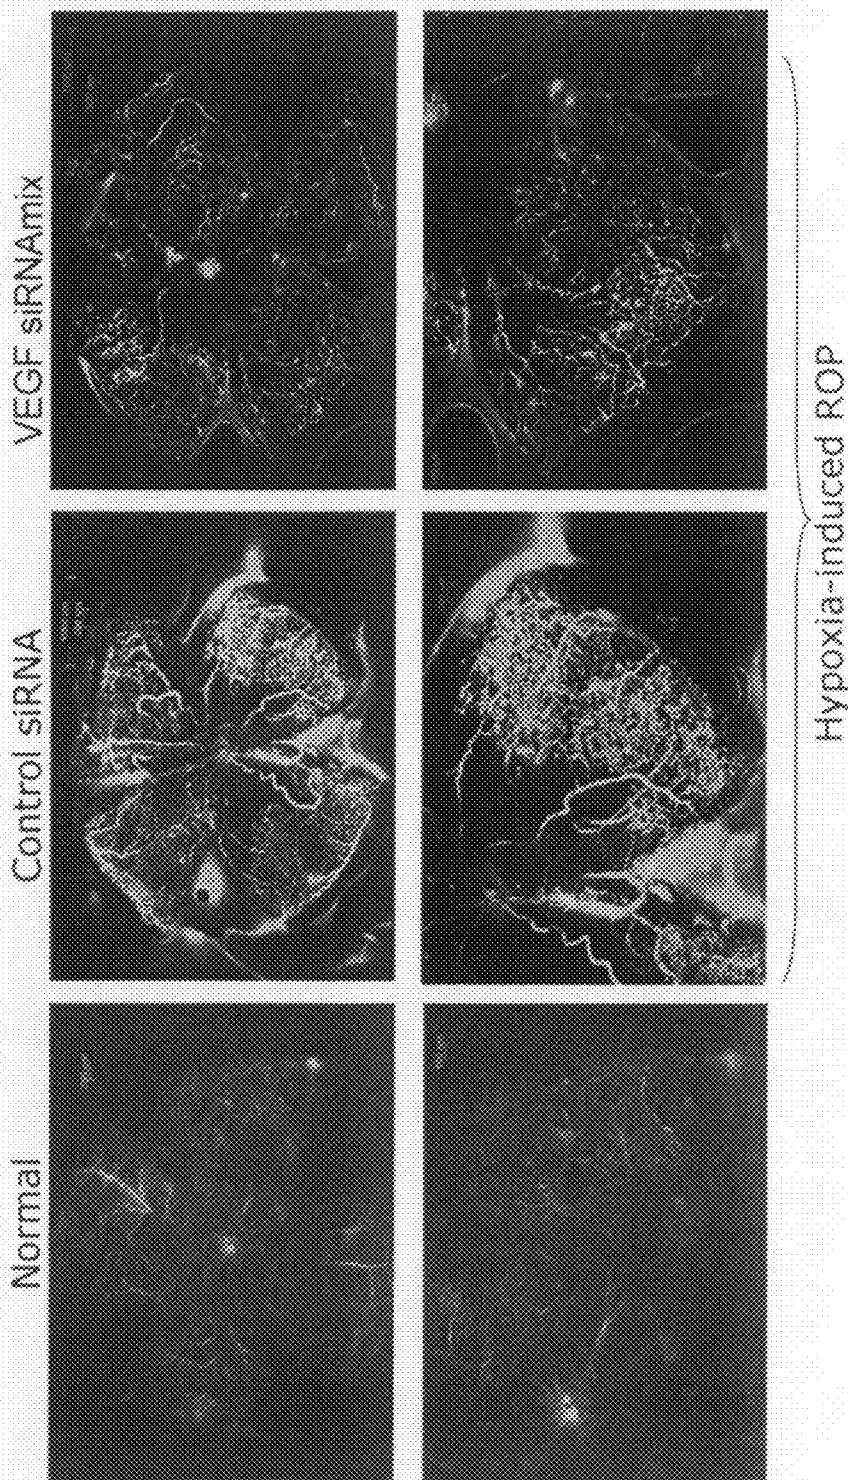 Normal
Control siRNA
VEGF siRNAmix
Hypoxia-induced ROP